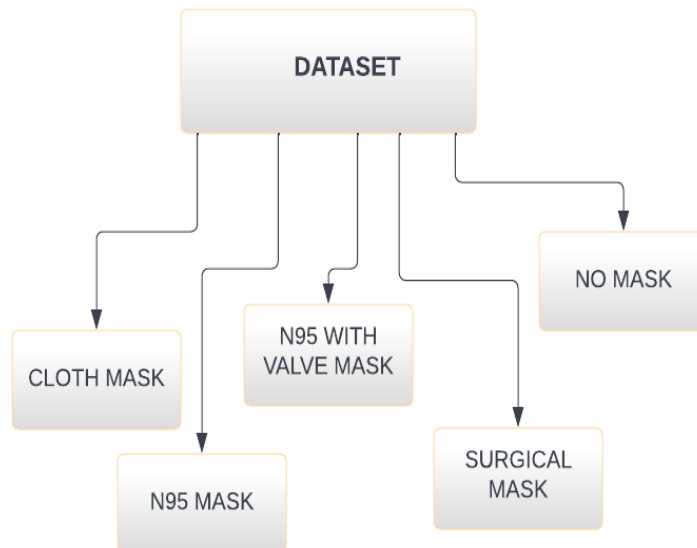 DATASET
NO MASK
N95 WITH
VALVE MASK
CLOTH MASK
SURGICAL
MASK
N95 MASK